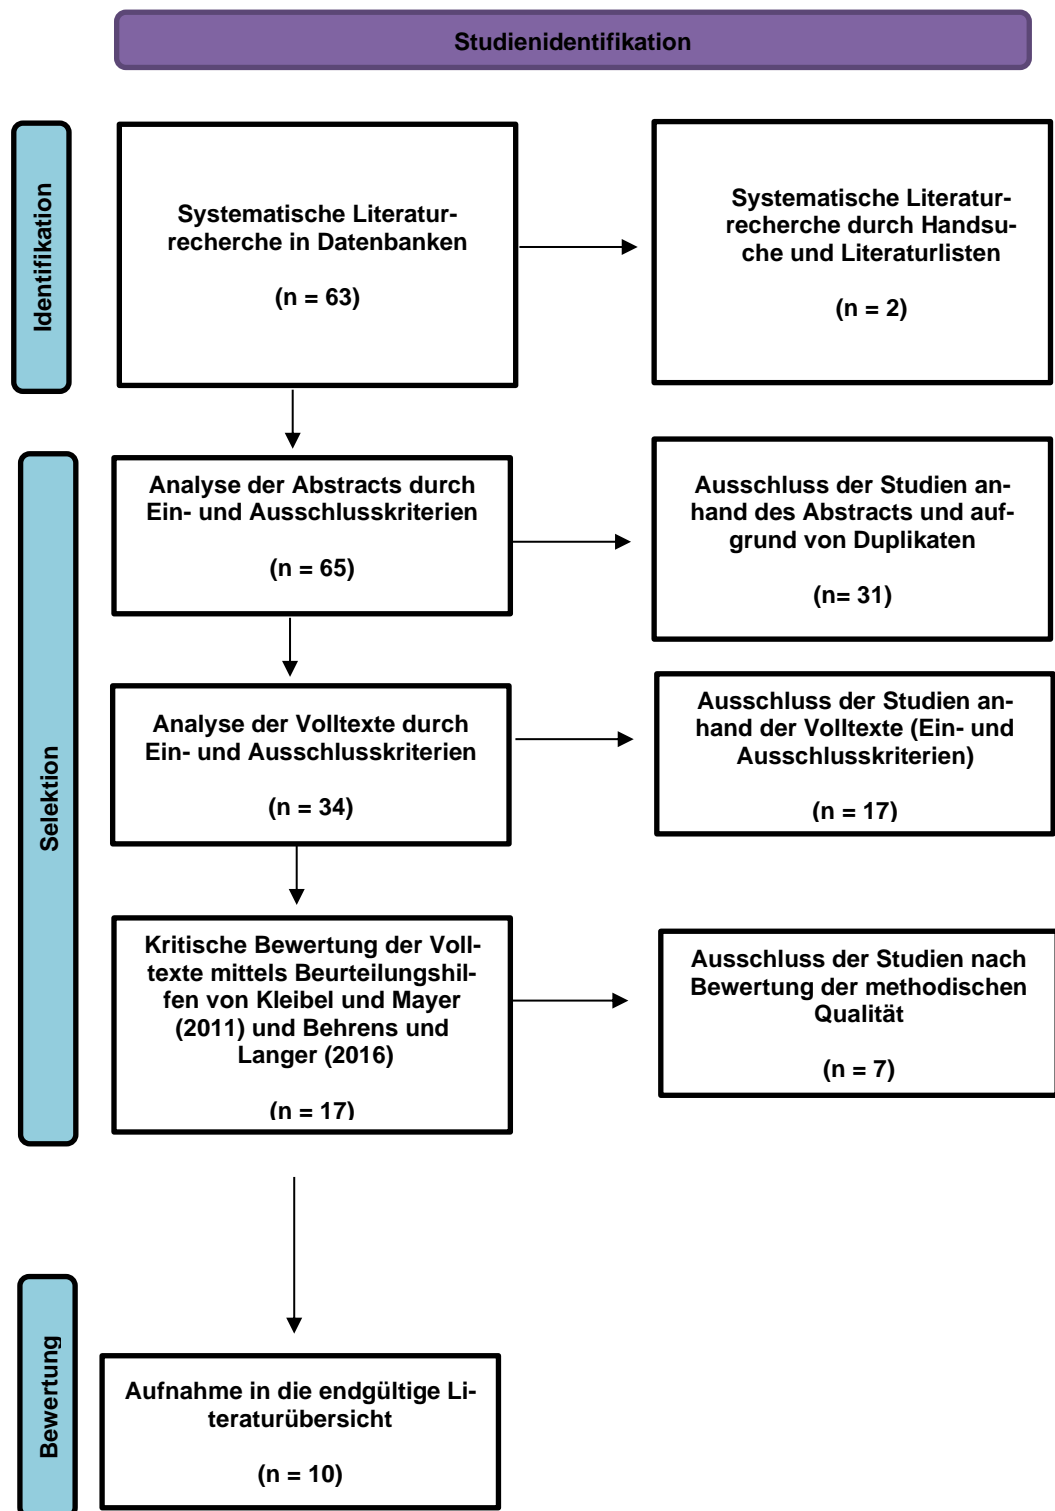 Studienidentifikation
Identifikation
Systematische Literatur-
recherche in Datenbanken
(n = 63)
Systematische Literatur-
recherche durch Handsu-
che und Literaturlisten
(n = 2)
Selektion
Analyse der Abstracts durch
Ein- und Ausschlusskriterien
(n = 65)
Ausschluss der Studien an-
hand des Abstracts und auf-
grund von Duplikaten
(n= 31)
Analyse der Volltexte durch
Ein- und Ausschlusskriterien
(n = 34)
Ausschluss der Studien an-
hand der Volltexte (Ein- und
Ausschlusskriterien)
(n = 17)
Kritische Bewertung der Voll-
texte mittels Beurteilungshil-
fen von Kleibel und Mayer
(2011) und Behrens und
Langer (2016)
(n = 17)
Ausschluss der Studien nach
Bewertung der methodischen
Qualität
(n = 7)
Bewertung
Aufnahme in die endgültige Li-
teraturübersicht
(n = 10)